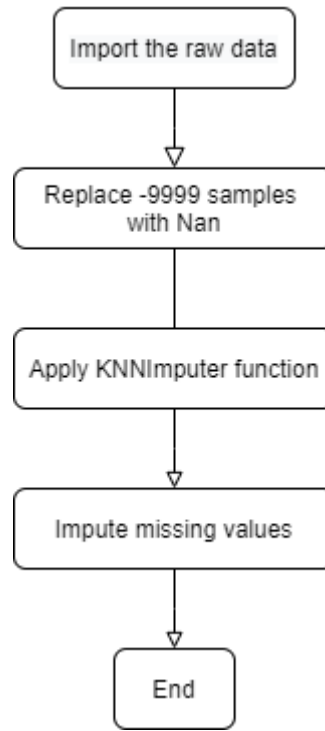 Import the raw data
Replace -9999 samples
with Nan
Apply KNNImputer function
Impute missing values
End